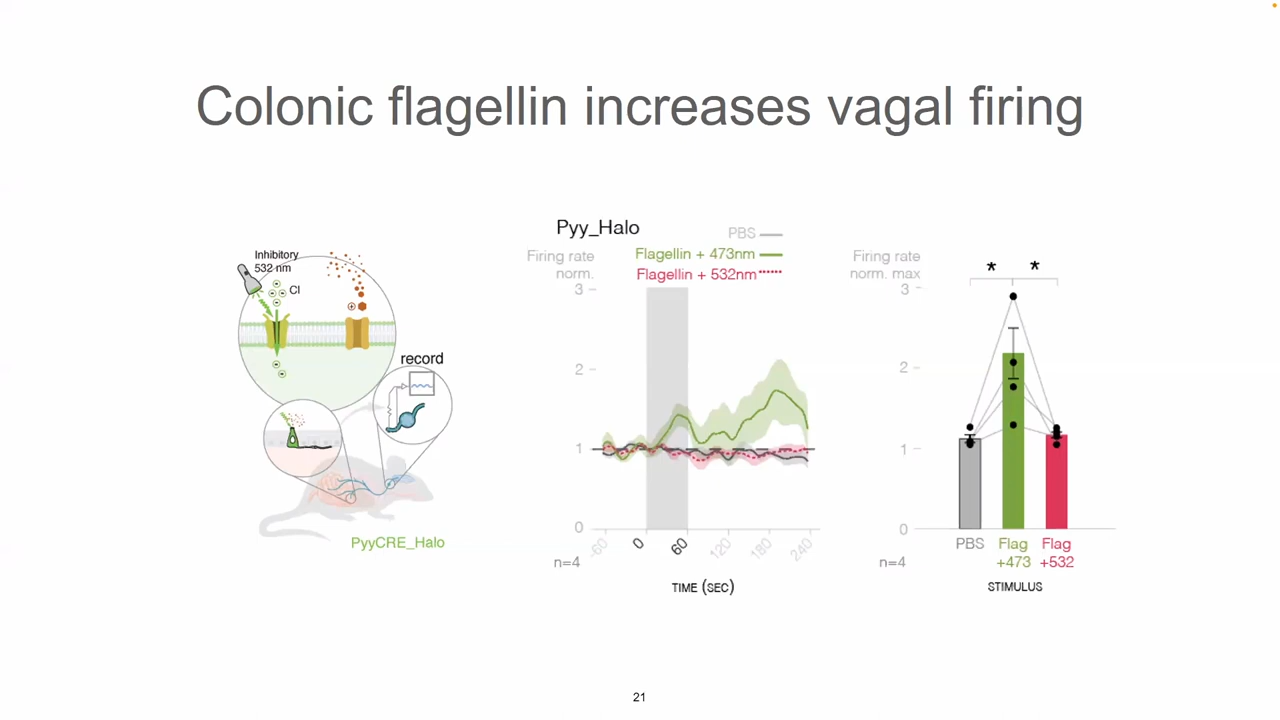 Colonic flagellin increases vagal firing
Inhibitory
532 nm
Cl
record
PyyCRE_Halo
Pyy_Halo
PBS
Flagellin + 473nm
Flagellin + 532nm
Firing rate
norm.
3
2
1
0
-60
0
60
120
180
240
n=4
TIME (SEC)
Firing rate
norm. max
* *
3
2
1
0
PBS Flag Flag
+473 +532
n=4
STIMULUS
21